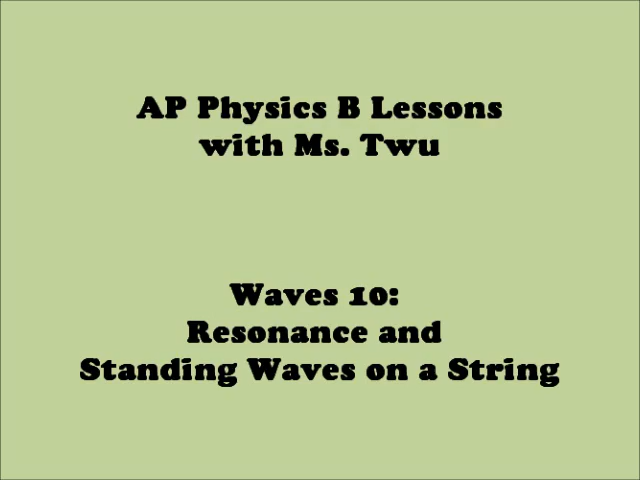 AP Physics B Lessons
with Ms. Twu
Waves 10:
Resonance and
Standing Waves on a String